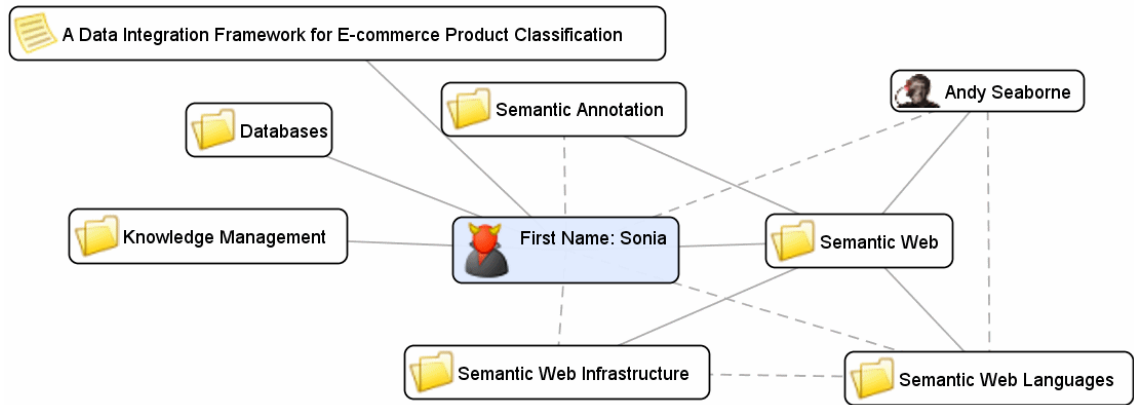 A Data Integration Framework for E-commerce Product Classification
Andy Seaborne
Semantic Annotation
Databases
Knowledge Management
First Name: Sonia
Semantic Web
Semantic Web Infrastructure
Semantic Web Languages